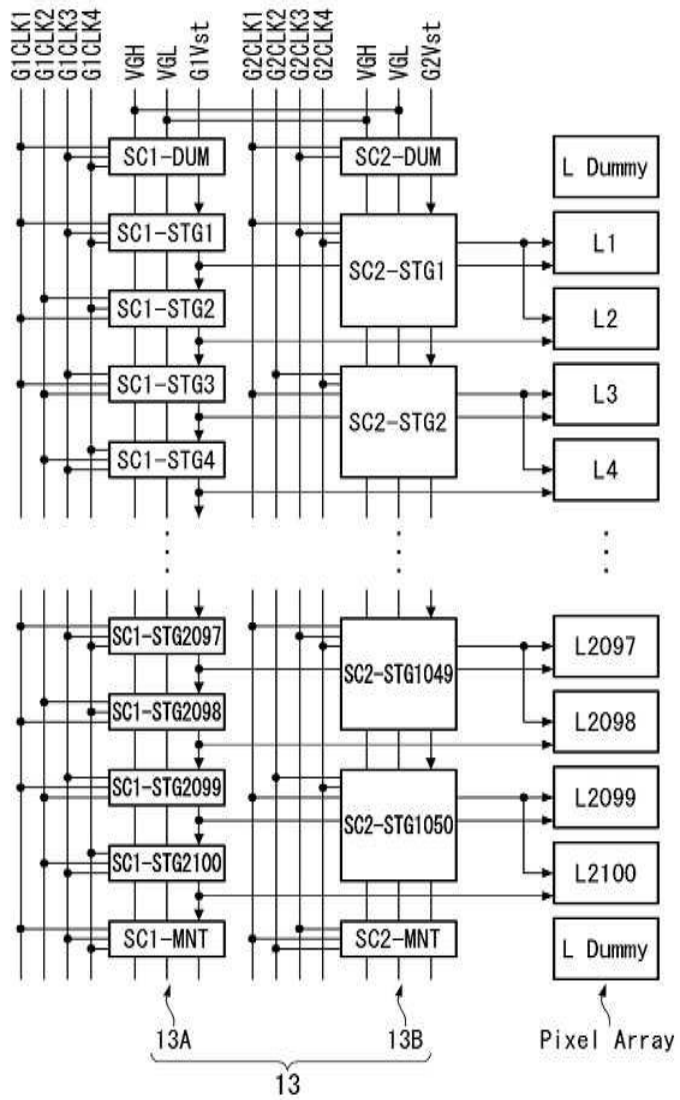 G1CLK1
G1CLK2
G1CLK3
G1CLK4
VGH
VGL
G1Vst
G2CLK1
G2CLK2
G2CLK3
G2CLK4
VGH
VGL
G2Vst
SC1-DUM
SC2-DUM
L Dummy
SC1-STG1
SC2-STG1
L1
SC1-STG2
L2
SC1-STG3
SC2-STG2
L3
SC1-STG4
L4
SC1-STG2097
SC2-STG1049
L2097
SC1-STG2098
L2098
SC1-STG2099
SC2-STG1050
L2099
SC1-STG2100
L2100
SC1-MNT
SC2-MNT
L Dummy
13A
13B
Pixel Array
13